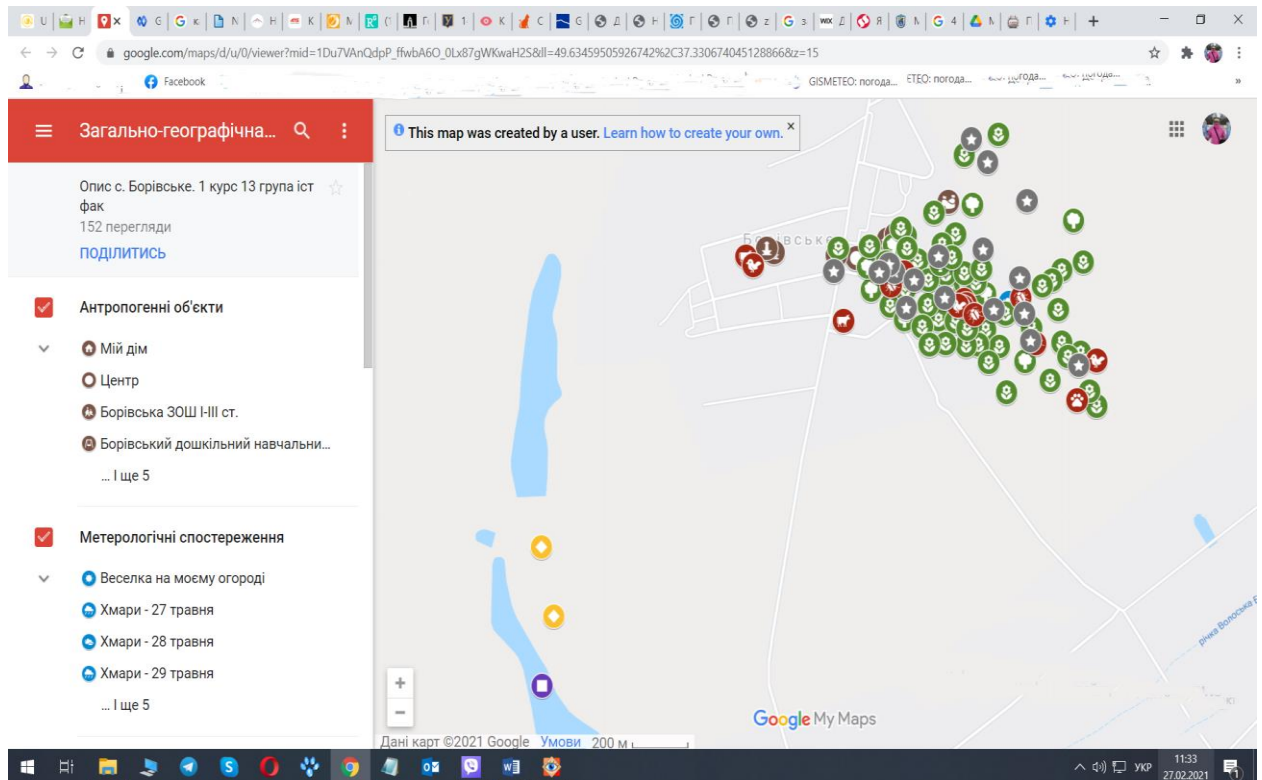 google.com/maps/d/u/0/viewer?mid=1Du7VAnQdpP_ffwbA6O_0Lx87gWKwaH2S&ll=49.63459505926742%2C37.330674045128866&z=15
Facebook
GISMETEO: погода...
ETEO: погода...
Загально-географічна...
This map was created by a user. Learn how to create your own.
Опис с. Борівське. 1 курс 13 група іст
фак
152 перегляди
ПОДІЛИТИСЬ
Антропогенні об'єкти
Мій дім
Центр
Борівська ЗОШ І-ІІІ ст.
Борівський дошкільний навчальни...
... І ще 5
Метерологічні спостереження
Веселка на моєму огороді
Хмари - 27 травня
Хмари - 28 травня
Хмари - 29 травня
... І ще 5
Google My Maps
Дані карт ©2021 Google Умови 200 м
УКР
11:33
27.02.2021